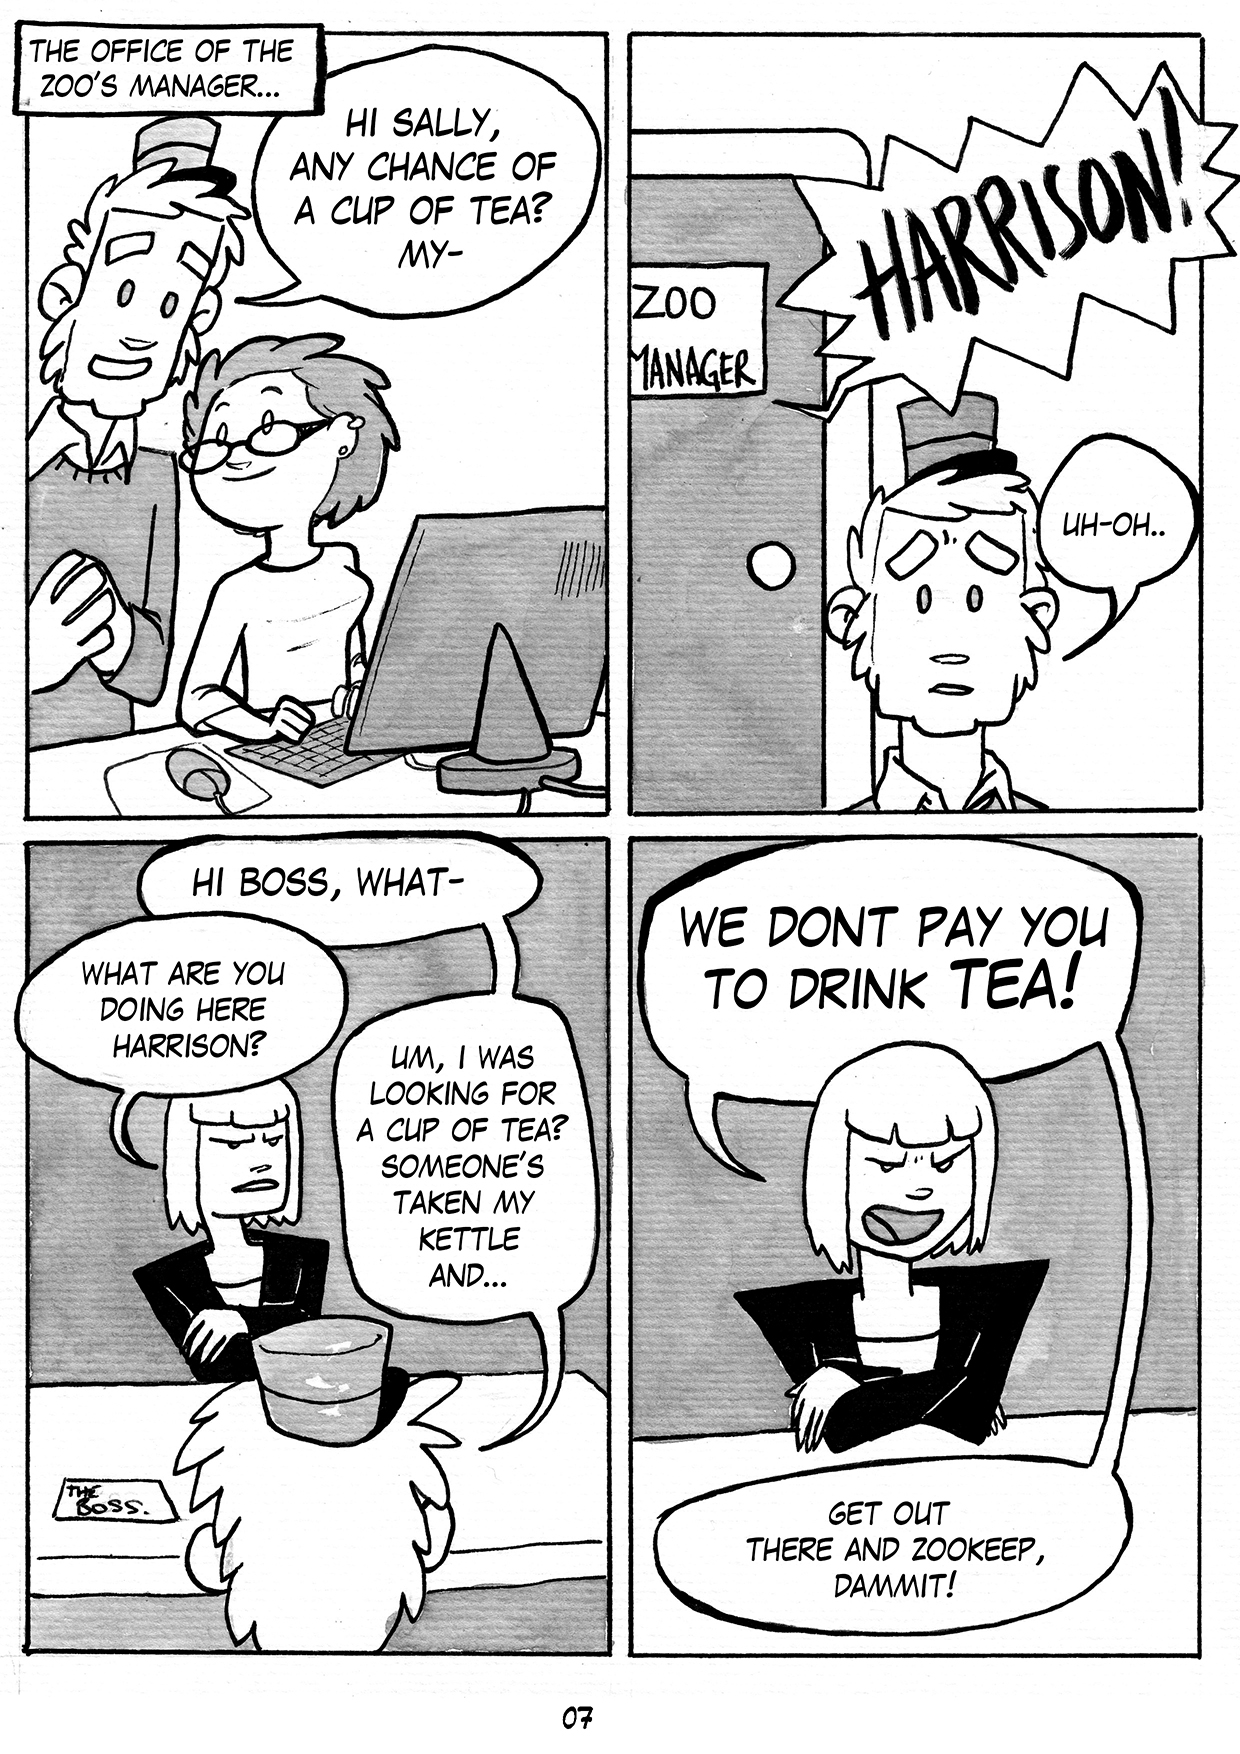 THE OFFICE OF THE
ZOO'S MANAGER...
HI SALLY,
ANY CHANCE OF
A CUP OF TEA?
MY-
HARRISON!
ZOO
MANAGER
UH-OH..
HI BOSS, WHAT-
WHAT ARE YOU
DOING HERE
HARRISON?
UM, I WAS
LOOKING FOR
A CUP OF TEA?
SOMEONE'S
TAKEN MY
KETTLE
AND...
THE
BOSS.
WE DONT PAY YOU
TO DRINK TEA!
GET OUT
THERE AND ZOOKEEP,
DAMMIT!
07